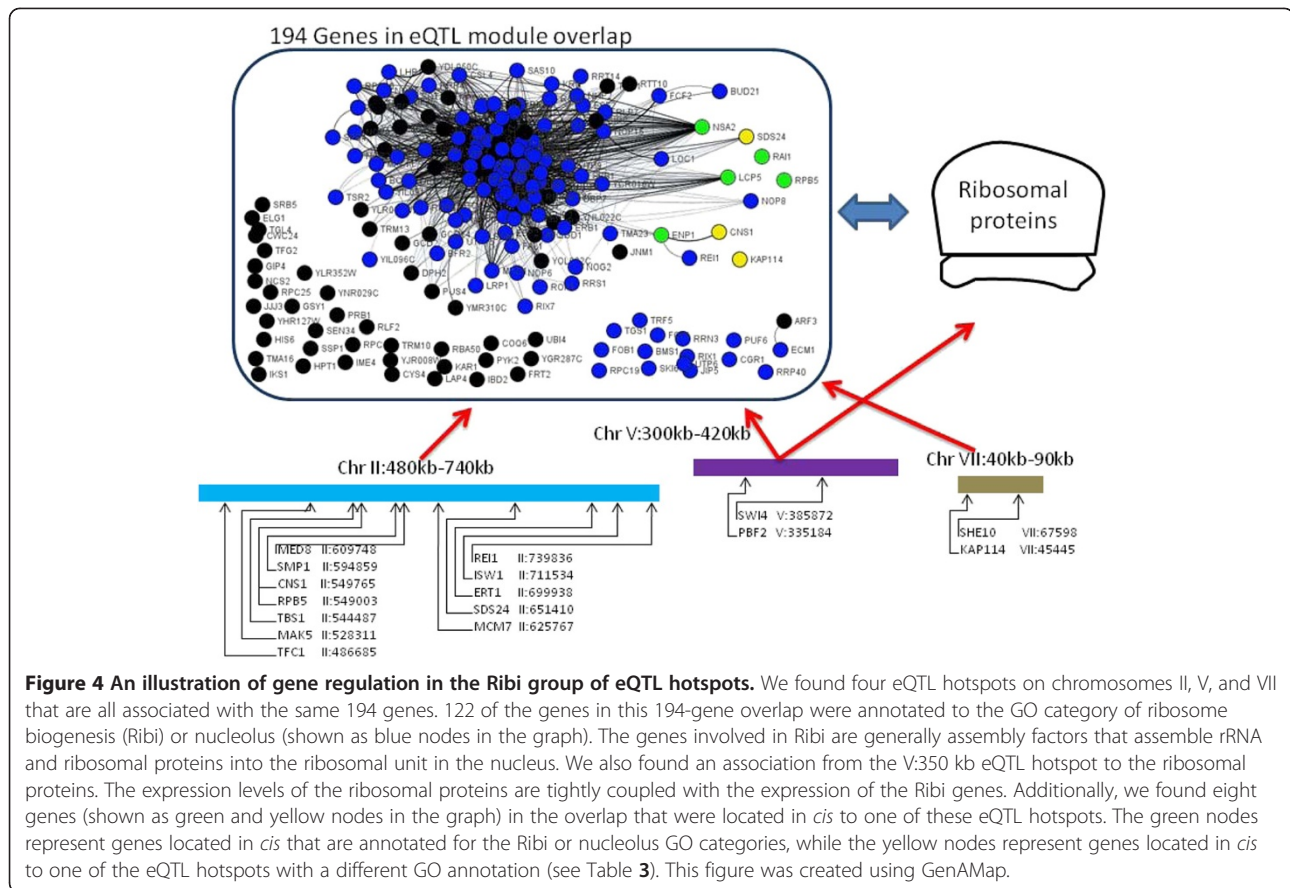 194 Genes in eQTL module overlap
YDL050C
CSL4
SAS10
RRT14
RTT10
FCF2
BUD21
NSA2
SDS24
RAI1
LOC1
LCP5
RPB5
NOP8
TSR2
TMA23
ENP1
CNS1
REI1
KAP114
JNM1
ERB1
TRM13
YIL096C
BFR2
DPH2
NOP6
NOG2
LRP1
RRS1
PUS4
YMR310C
RIX7
SRB5
ELG1
TGL4
CWC24
TFG2
GIP4
YLR352W
NCS2
RPC25
YNR029C
JJJ3
GSY1
PRB1
YHR127W
SEN34
RLF2
HIS6
SSP1
RPC
TRM10
RBA50
COQ6
UBI4
TMA16
HPT1
IME4
YJR008W
KAR1
PYK2
YGR287C
IKS1
CYS4
LAP4
IBD2
FRT2
TRF5
TGS1
RRN3
PUF6
ARF3
FOB1
BMS1
RIX1
ECM1
UTP6
CGR1
RPC19
SKI6
JIP5
RRP40
Ribosomal
proteins
Chr II:480kb-740kb
Chr V:300kb-420kb
Chr VII:40kb-90kb
MED8 II:609748
SMP1 II:594859
CNS1 II:549765
RPB5 II:549003
TBS1 II:544487
MAK5 II:528311
TFC1 II:486685
REI1 II:739836
ISW1 II:711534
ERT1 II:699938
SDS24 II:651410
MCM7 II:625767
SWI4 V:385872
PBF2 V:335184
SHE10 VII:67598
KAP114 VII:45445
Figure 4 An illustration of gene regulation in the Ribi group of eQTL hotspots. We found four eQTL hotspots on chromosomes II, V, and VII
that are all associated with the same 194 genes. 122 of the genes in this 194-gene overlap were annotated to the GO category of ribosome
biogenesis (Ribi) or nucleolus (shown as blue nodes in the graph). The genes involved in Ribi are generally assembly factors that assemble rRNA
and ribosomal proteins into the ribosomal unit in the nucleus. We also found an association from the V:350 kb eQTL hotspot to the ribosomal
proteins. The expression levels of the ribosomal proteins are tightly coupled with the expression of the Ribi genes. Additionally, we found eight
genes (shown as green and yellow nodes in the graph) in the overlap that were located in cis to one of these eQTL hotspots. The green nodes
represent genes located in cis that are annotated for the Ribi or nucleolus GO categories, while the yellow nodes represent genes located in cis
to one of the eQTL hotspots with a different GO annotation (see Table 3). This figure was created using GenAMap.